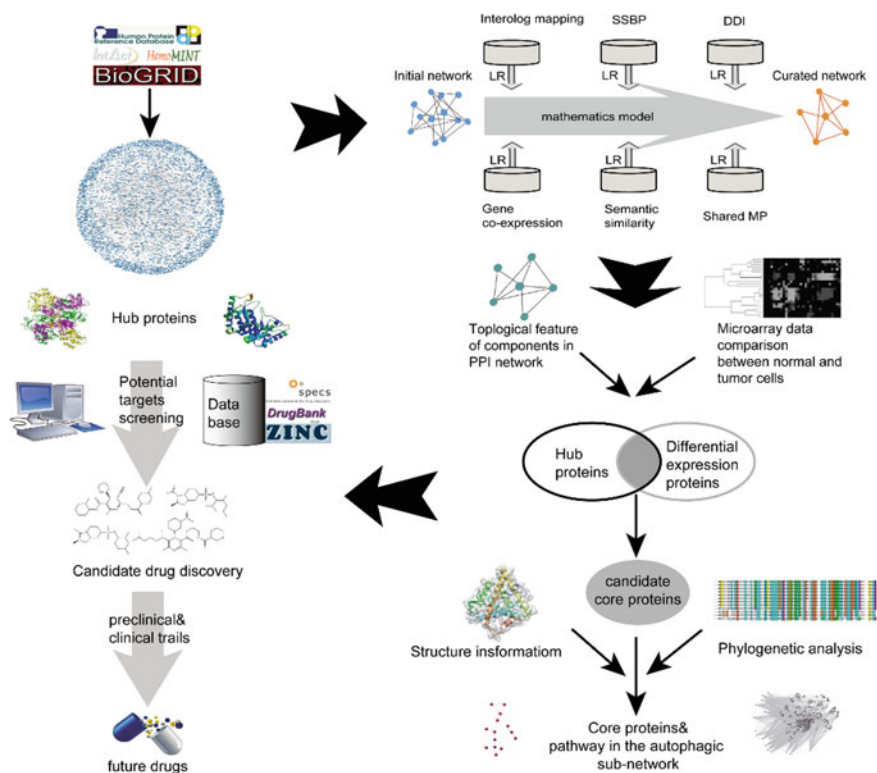 Human Protein
Reference Database
IntAct HomoMINT
BioGRID
Hub proteins
Potential
targets
screening
Data
base
specs
DrugBank
ZINC
Candidate drug discovery
preclinical&
clinical trails
future drugs
Interolog mapping
SSBP
DDI
Initial network
LR
LR
LR
Curated network
mathematics model
LR
LR
LR
Gene
co-expression
Semantic
similarity
Shared MP
Toplogical feature
of components in
PPI network
Microarray data
comparison
between normal and
tumor cells
Hub
proteins
Differential
expression
proteins
candidate
core proteins
Structure insformatiom
Phylogenetic analysis
Core proteins&
pathway in the autophagic
sub-network